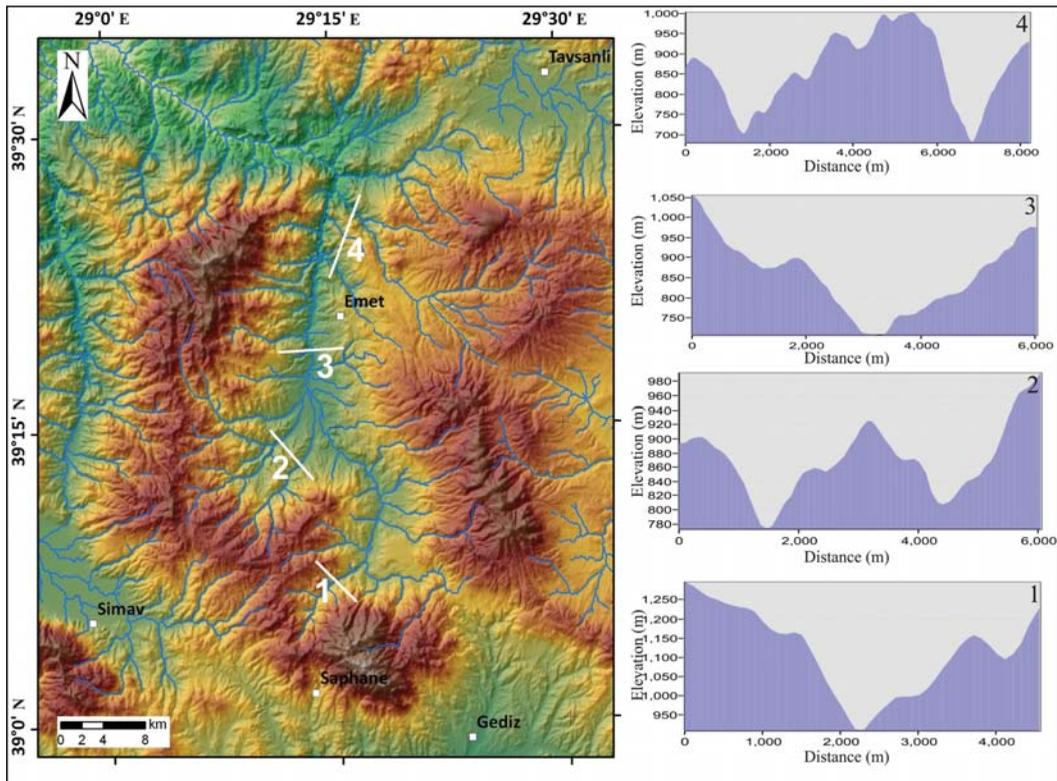 29°0' E
29°15' E
29°30' E
N
Tavsanli
39°30' N
4
Emet
3
39°15' N
2
1
Simav
Saphane
Gediz
39°0' N
km
0 2 4 8
4
Elevation (m)
1,000
950
900
850
800
750
700
0 2,000 4,000 6,000 8,000
Distance (m)
3
Elevation (m)
1,050
1,000
950
900
850
800
750
0 2,000 4,000 6,000
Distance (m)
2
Elevation (m)
980
960
940
920
900
880
860
840
820
800
780
0 2,000 4,000 6,000
Distance (m)
1
Elevation (m)
1,250
1,200
1,150
1,100
1,050
1,000
950
0 1,000 2,000 3,000 4,000
Distance (m)